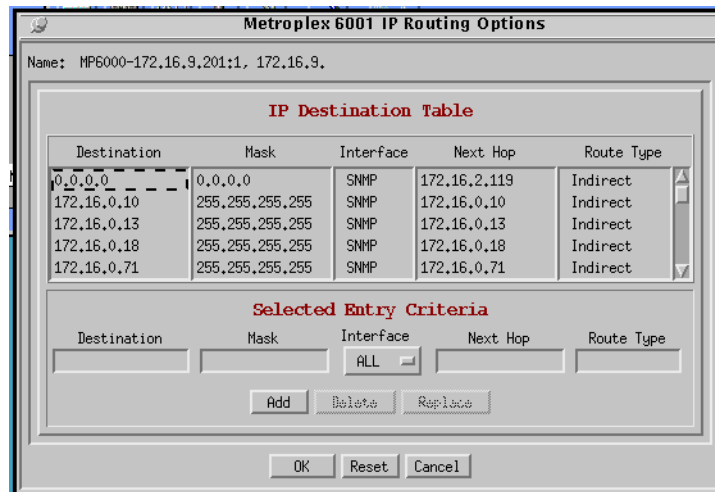 Metroplex 6001 IP Routing Options
Name: MP6000-172.16.9.201:1, 172.16.9.
IP Destination Table
Destination Mask Interface Next Hop Route Type
0.0.0.0 0.0.0.0 SNMP 172.16.2.119 Indirect
172.16.0.10 255.255.255.255 SNMP 172.16.0.10 Indirect
172.16.0.13 255.255.255.255 SNMP 172.16.0.13 Indirect
172.16.0.18 255.255.255.255 SNMP 172.16.0.18 Indirect
172.16.0.71 255.255.255.255 SNMP 172.16.0.71 Indirect
Selected Entry Criteria
Destination Mask Interface Next Hop Route Type
ALL
Add Delete Replace
OK Reset Cancel